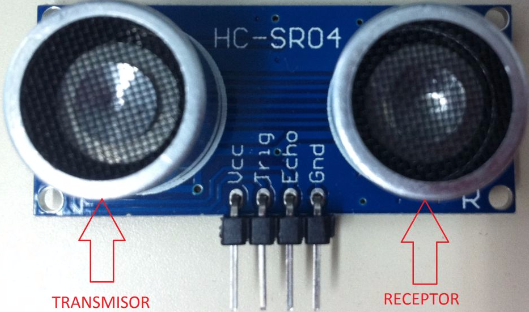 HC-SR04
Vcc
Trig
Echo
Gnd
R
TRANSMISOR
RECEPTOR